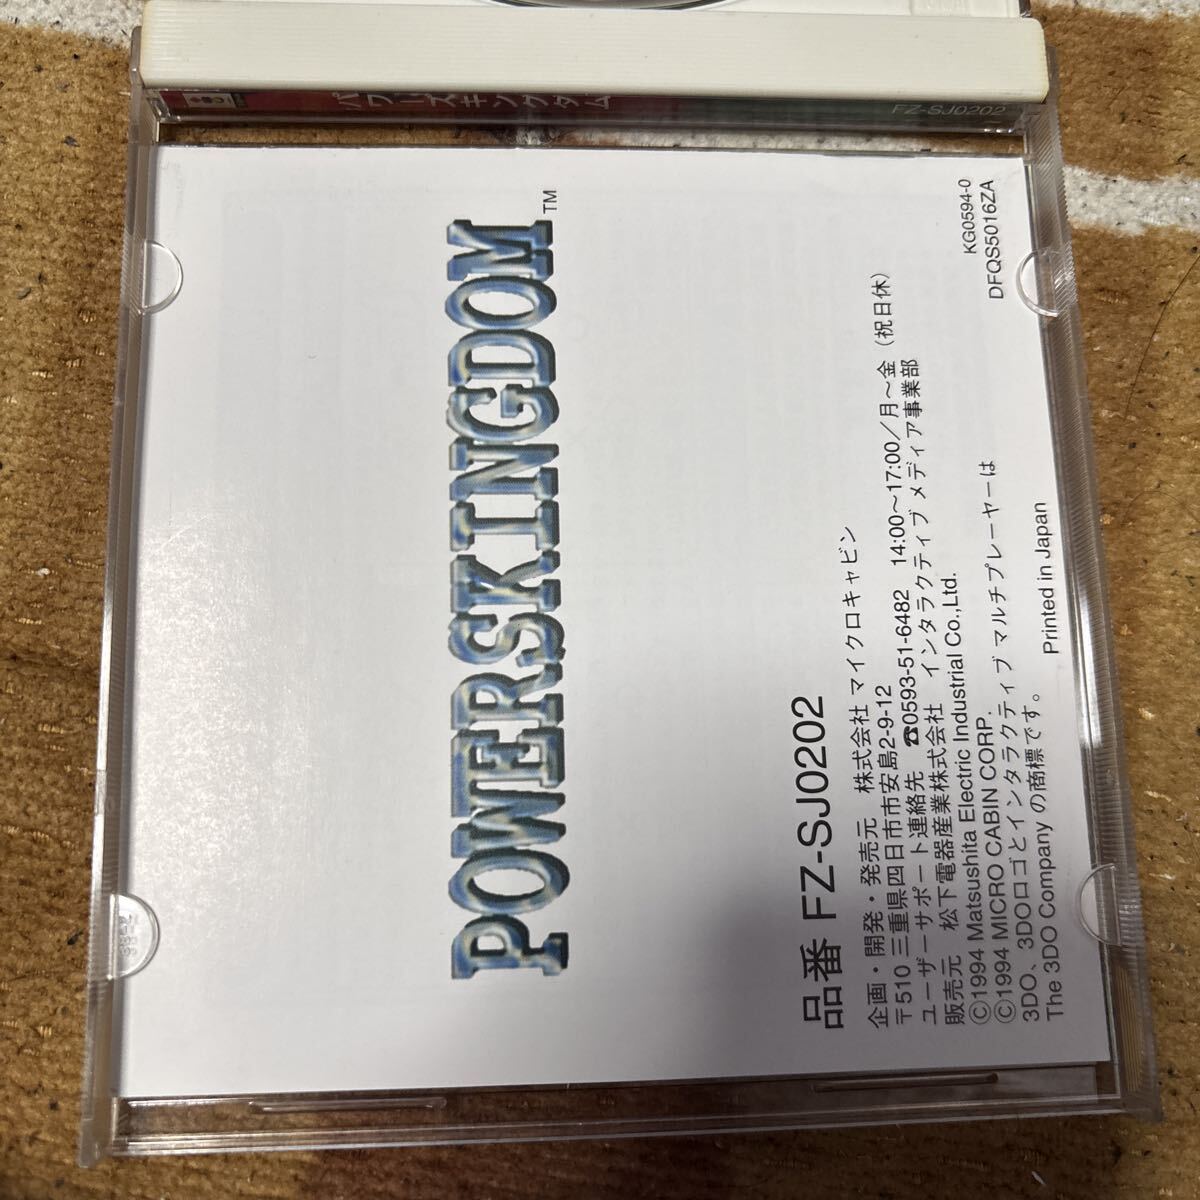 パワーズキングダム
FZ-SJ0202
POWERSKINGDOM™
品番 FZ-SJ0202
企画・開発・発売元 株式会社 マイクロキャビン
〒510 三重県四日市市安島2-9-12
ユーザーサポート連絡先 ☎0593-51-6482 14:00～17:00／月～金（祝日休）
販売元 松下電器産業株式会社 インタラクティブ メディア事業部
©1994 Matsushita Electric Industrial Co.,Ltd.
©1994 MICRO CABIN CORP.
3DO、3DOロゴとインタラクティブ マルチプレーヤーは
The 3DO Company の商標です。
Printed in Japan
KG0594-0
DFQS5016ZA